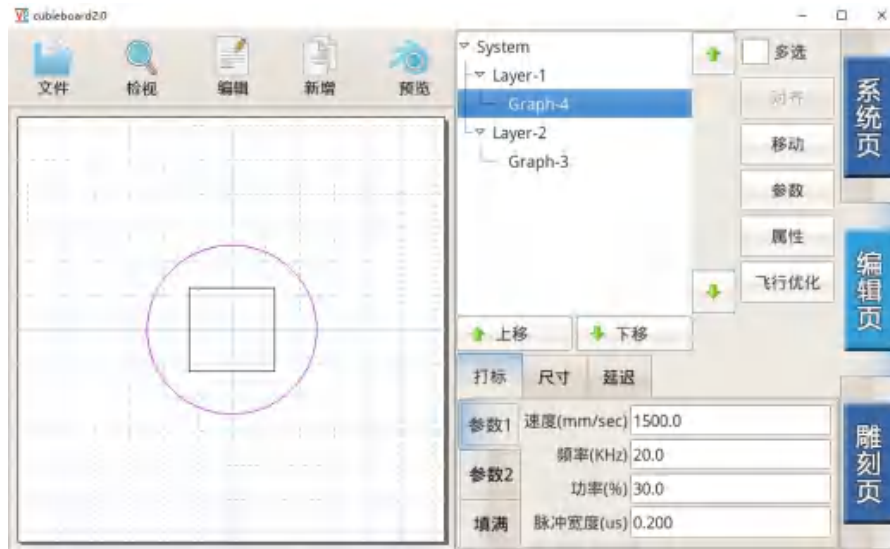 cubieboard2.0
文件
检视
编辑
新增
预览
System
Layer-1
Graph-4
Layer-2
Graph-3
上移
下移
多选
对齐
移动
参数
属性
飞行优化
系统页
编辑页
雕刻页
打标
尺寸
延迟
参数1
参数2
填满
速度(mm/sec) 1500.0
频率(KHz) 20.0
功率(%) 30.0
脉冲宽度(us) 0.200